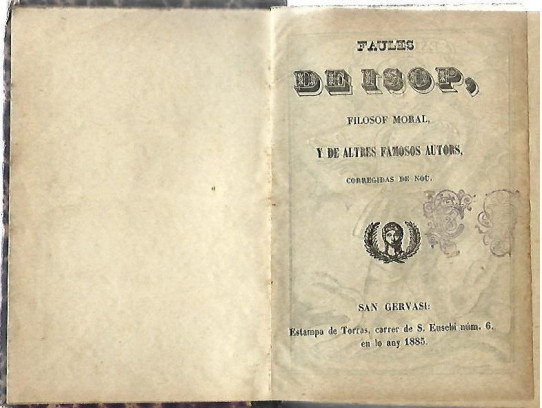 FAULES
DE ISOP,
FILOSOF MORAL,
Y DE ALTRES FAMOSOS AUTORS,
CORREGIDAS DE NOU.
SAN GERVASI:
Estampa de Torras, carrer de S. Eusebi núm. 6.
en lo any 1885.